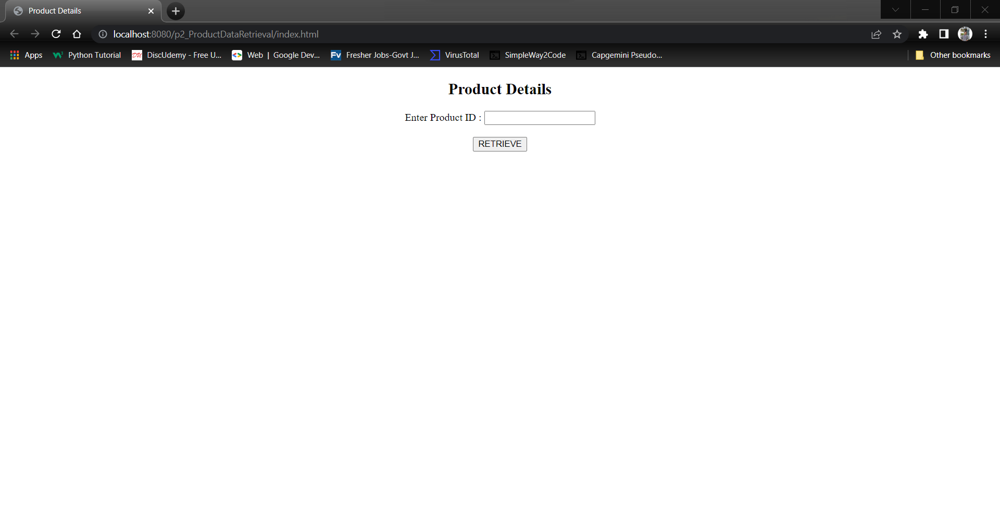 Product Details
localhost:8080/p2_ProductDataRetrieval/index.html
Apps Python Tutorial DiscUdemy - Free U... Web | Google Dev... Fresher Jobs-Govt J... VirusTotal SimpleWay2Code Capgemini Pseudo... Other bookmarks
Product Details
Enter Product ID :
RETRIEVE